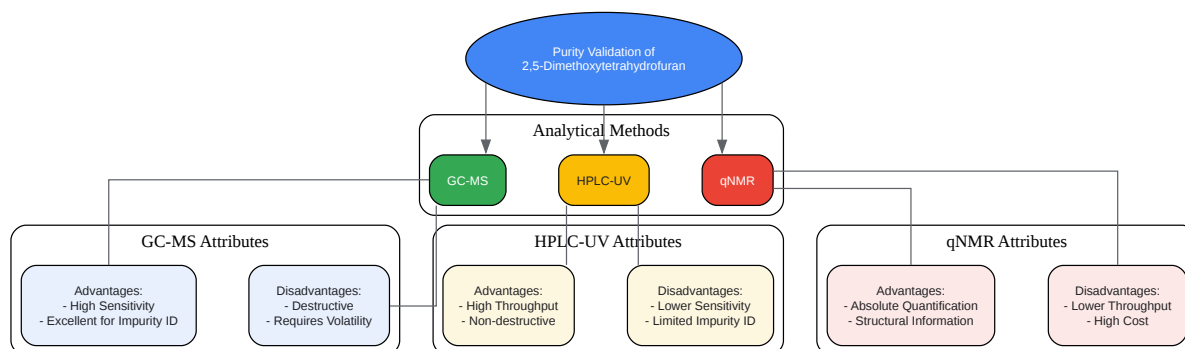 Purity Validation of
2,5-Dimethoxytetrahydrofuran
Analytical Methods
GC-MS
HPLC-UV
qNMR
GC-MS Attributes
Advantages:
- High Sensitivity
- Excellent for Impurity ID
Disadvantages:
- Destructive
- Requires Volatility
HPLC-UV Attributes
Advantages:
- High Throughput
- Non-destructive
Disadvantages:
- Lower Sensitivity
- Limited Impurity ID
qNMR Attributes
Advantages:
- Absolute Quantification
- Structural Information
Disadvantages:
- Lower Throughput
- High Cost